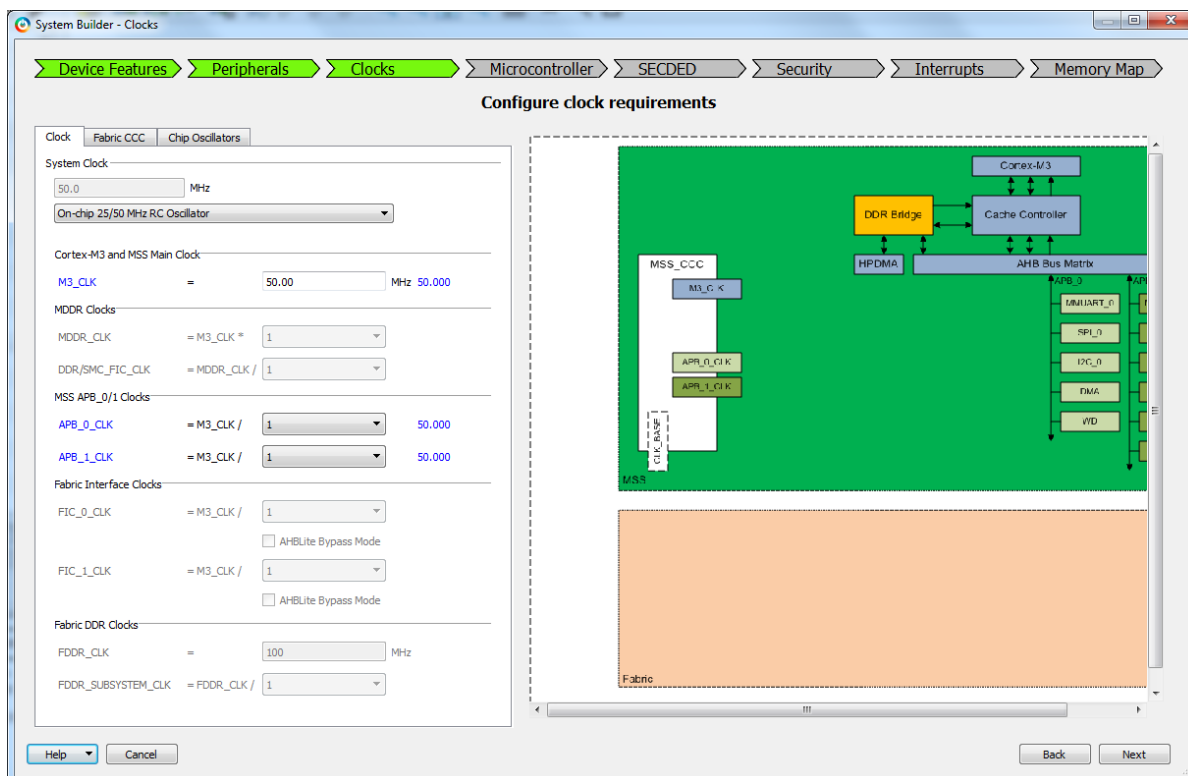 System Builder - Clocks
Device Features Peripherals Clocks Microcontroller SECDED Security Interrupts Memory Map
Configure clock requirements
Clock Fabric CCC Chip Oscillators
System Clock
50.0 MHz
On-chip 25/50 MHz RC Oscillator
Cortex-M3 and MSS Main Clock
M3_CLK = 50.00 MHz 50.000
MDDR Clocks
MDDR_CLK = M3_CLK * 1
DDR/SMC_FIC_CLK = MDDR_CLK / 1
MSS APB_0/1 Clocks
APB_0_CLK = M3_CLK / 1 50.000
APB_1_CLK = M3_CLK / 1 50.000
Fabric Interface Clocks
FIC_0_CLK = M3_CLK / 1
AHBLite Bypass Mode
FIC_1_CLK = M3_CLK / 1
AHBLite Bypass Mode
Fabric DDR Clocks
FDDR_CLK = 100 MHz
FDDR_SUBSYSTEM_CLK = FDDR_CLK / 1
Cortex-M3
DDR Bridge Cache Controller
MSS_CCC HPDMA AHB Bus Matrix
M3_CLK
APB_0
MMUART_0
SPI_0
APB_0_CLK I2C_0
APB_1_CLK DMA
WD
CLK_BASE
MSS
Fabric
Help Cancel Back Next